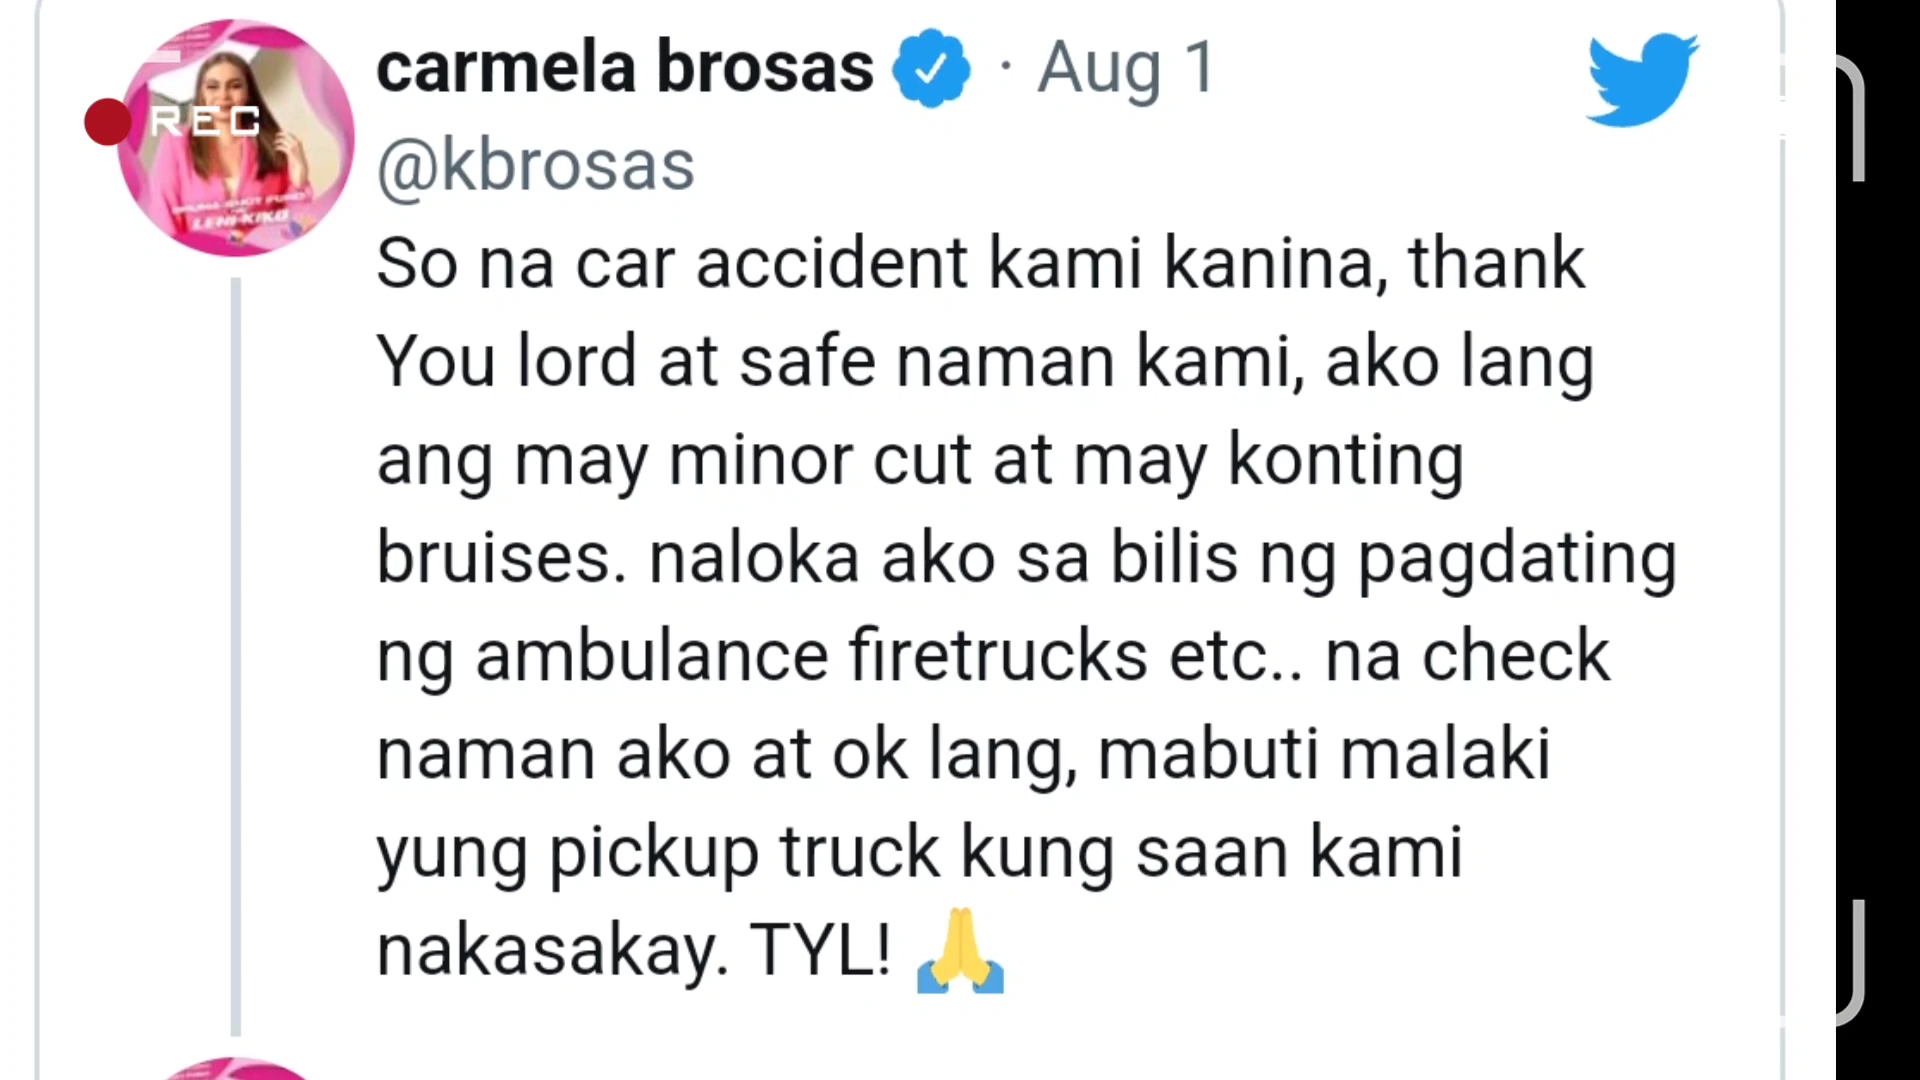 carmela brosas · Aug 1
REC
@kbrosas
LENI-KIKO
So na car accident kami kanina, thank
You lord at safe naman kami, ako lang
ang may minor cut at may konting
bruises. naloka ako sa bilis ng pagdating
ng ambulance firetrucks etc.. na check
naman ako at ok lang, mabuti malaki
yung pickup truck kung saan kami
nakasakay. TYL! 🙏